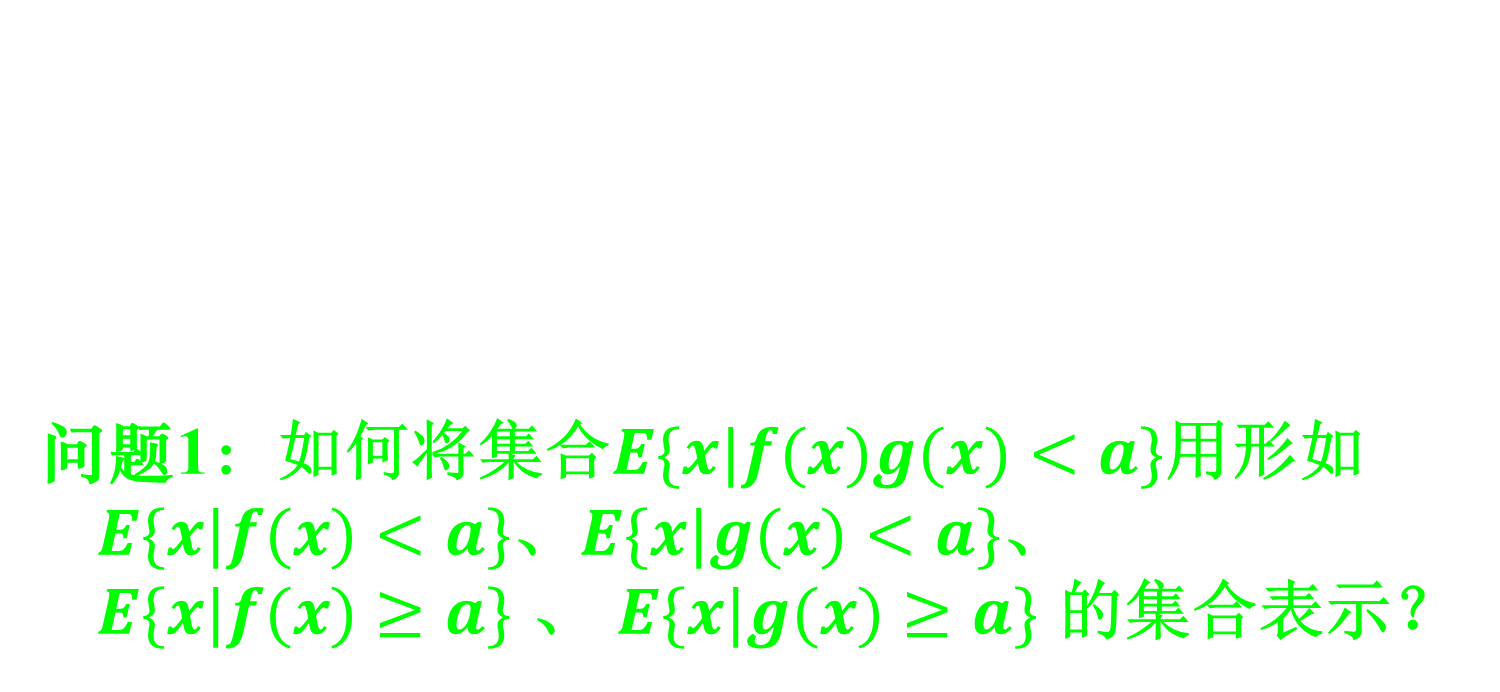 问题1：如何将集合E{x|f(x)g(x) < a}用形如
E{x|f(x) < a}、E{x|g(x) < a}、
E{x|f(x) ≥ a} 、 E{x|g(x) ≥ a} 的集合表示？